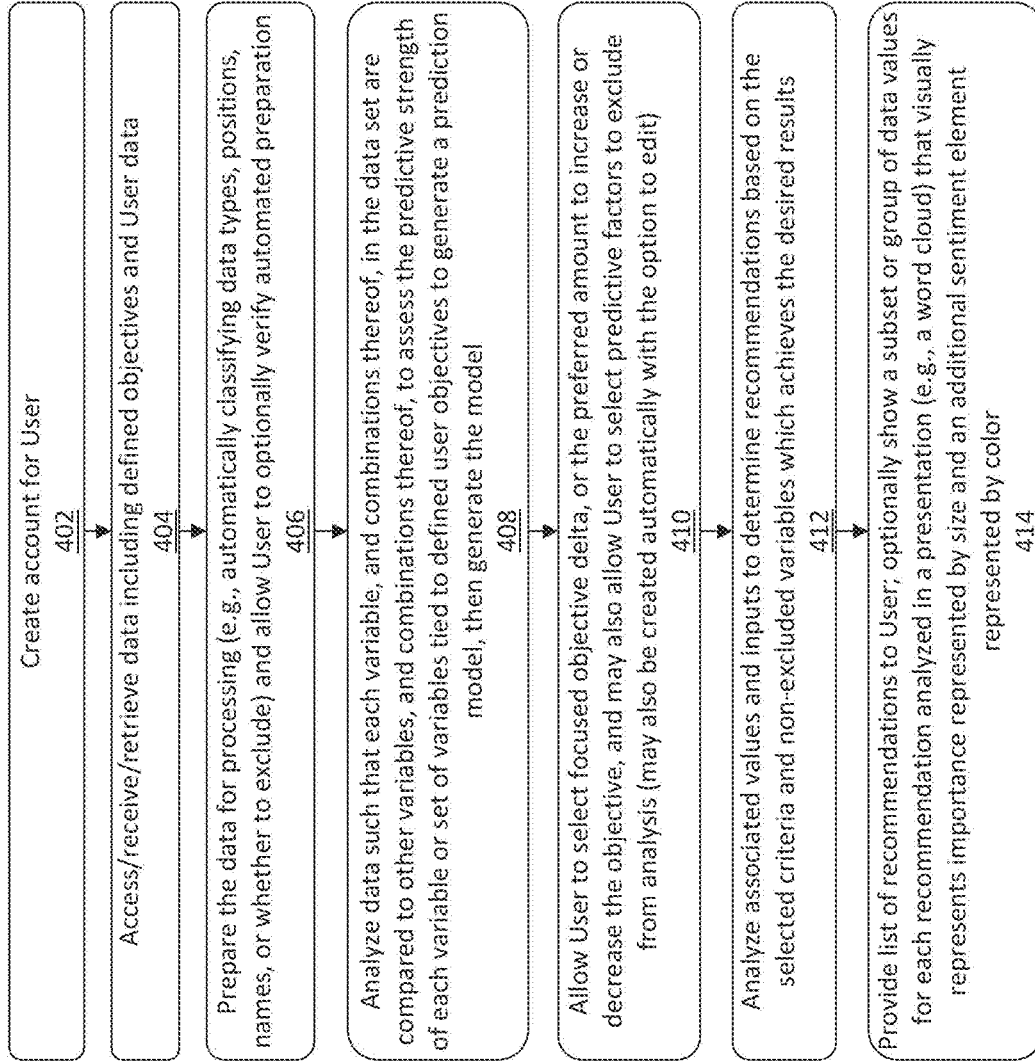 Create account for User
402
Access/receive/retrieve data including defined objectives and User data
404
Prepare the data for processing (e.g., automatically classifying data types, positions,
names, or whether to exclude) and allow User to optionally verify automated preparation
406
Analyze data such that each variable, and combinations thereof, in the data set are
compared to other variables, and combinations thereof, to assess the predictive strength
of each variable or set of variables tied to defined user objectives to generate a prediction
model, then generate the model
408
Allow User to select focused objective delta, or the preferred amount to increase or
decrease the objective, and may also allow User to select predictive factors to exclude
from analysis (may also be created automatically with the option to edit)
410
Analyze associated values and inputs to determine recommendations based on the
selected criteria and non-excluded variables which achieves the desired results
412
Provide list of recommendations to User; optionally show a subset or group of data values
for each recommendation analyzed in a presentation (e.g., a word cloud) that visually
represents importance represented by size and an additional sentiment element
represented by color
414